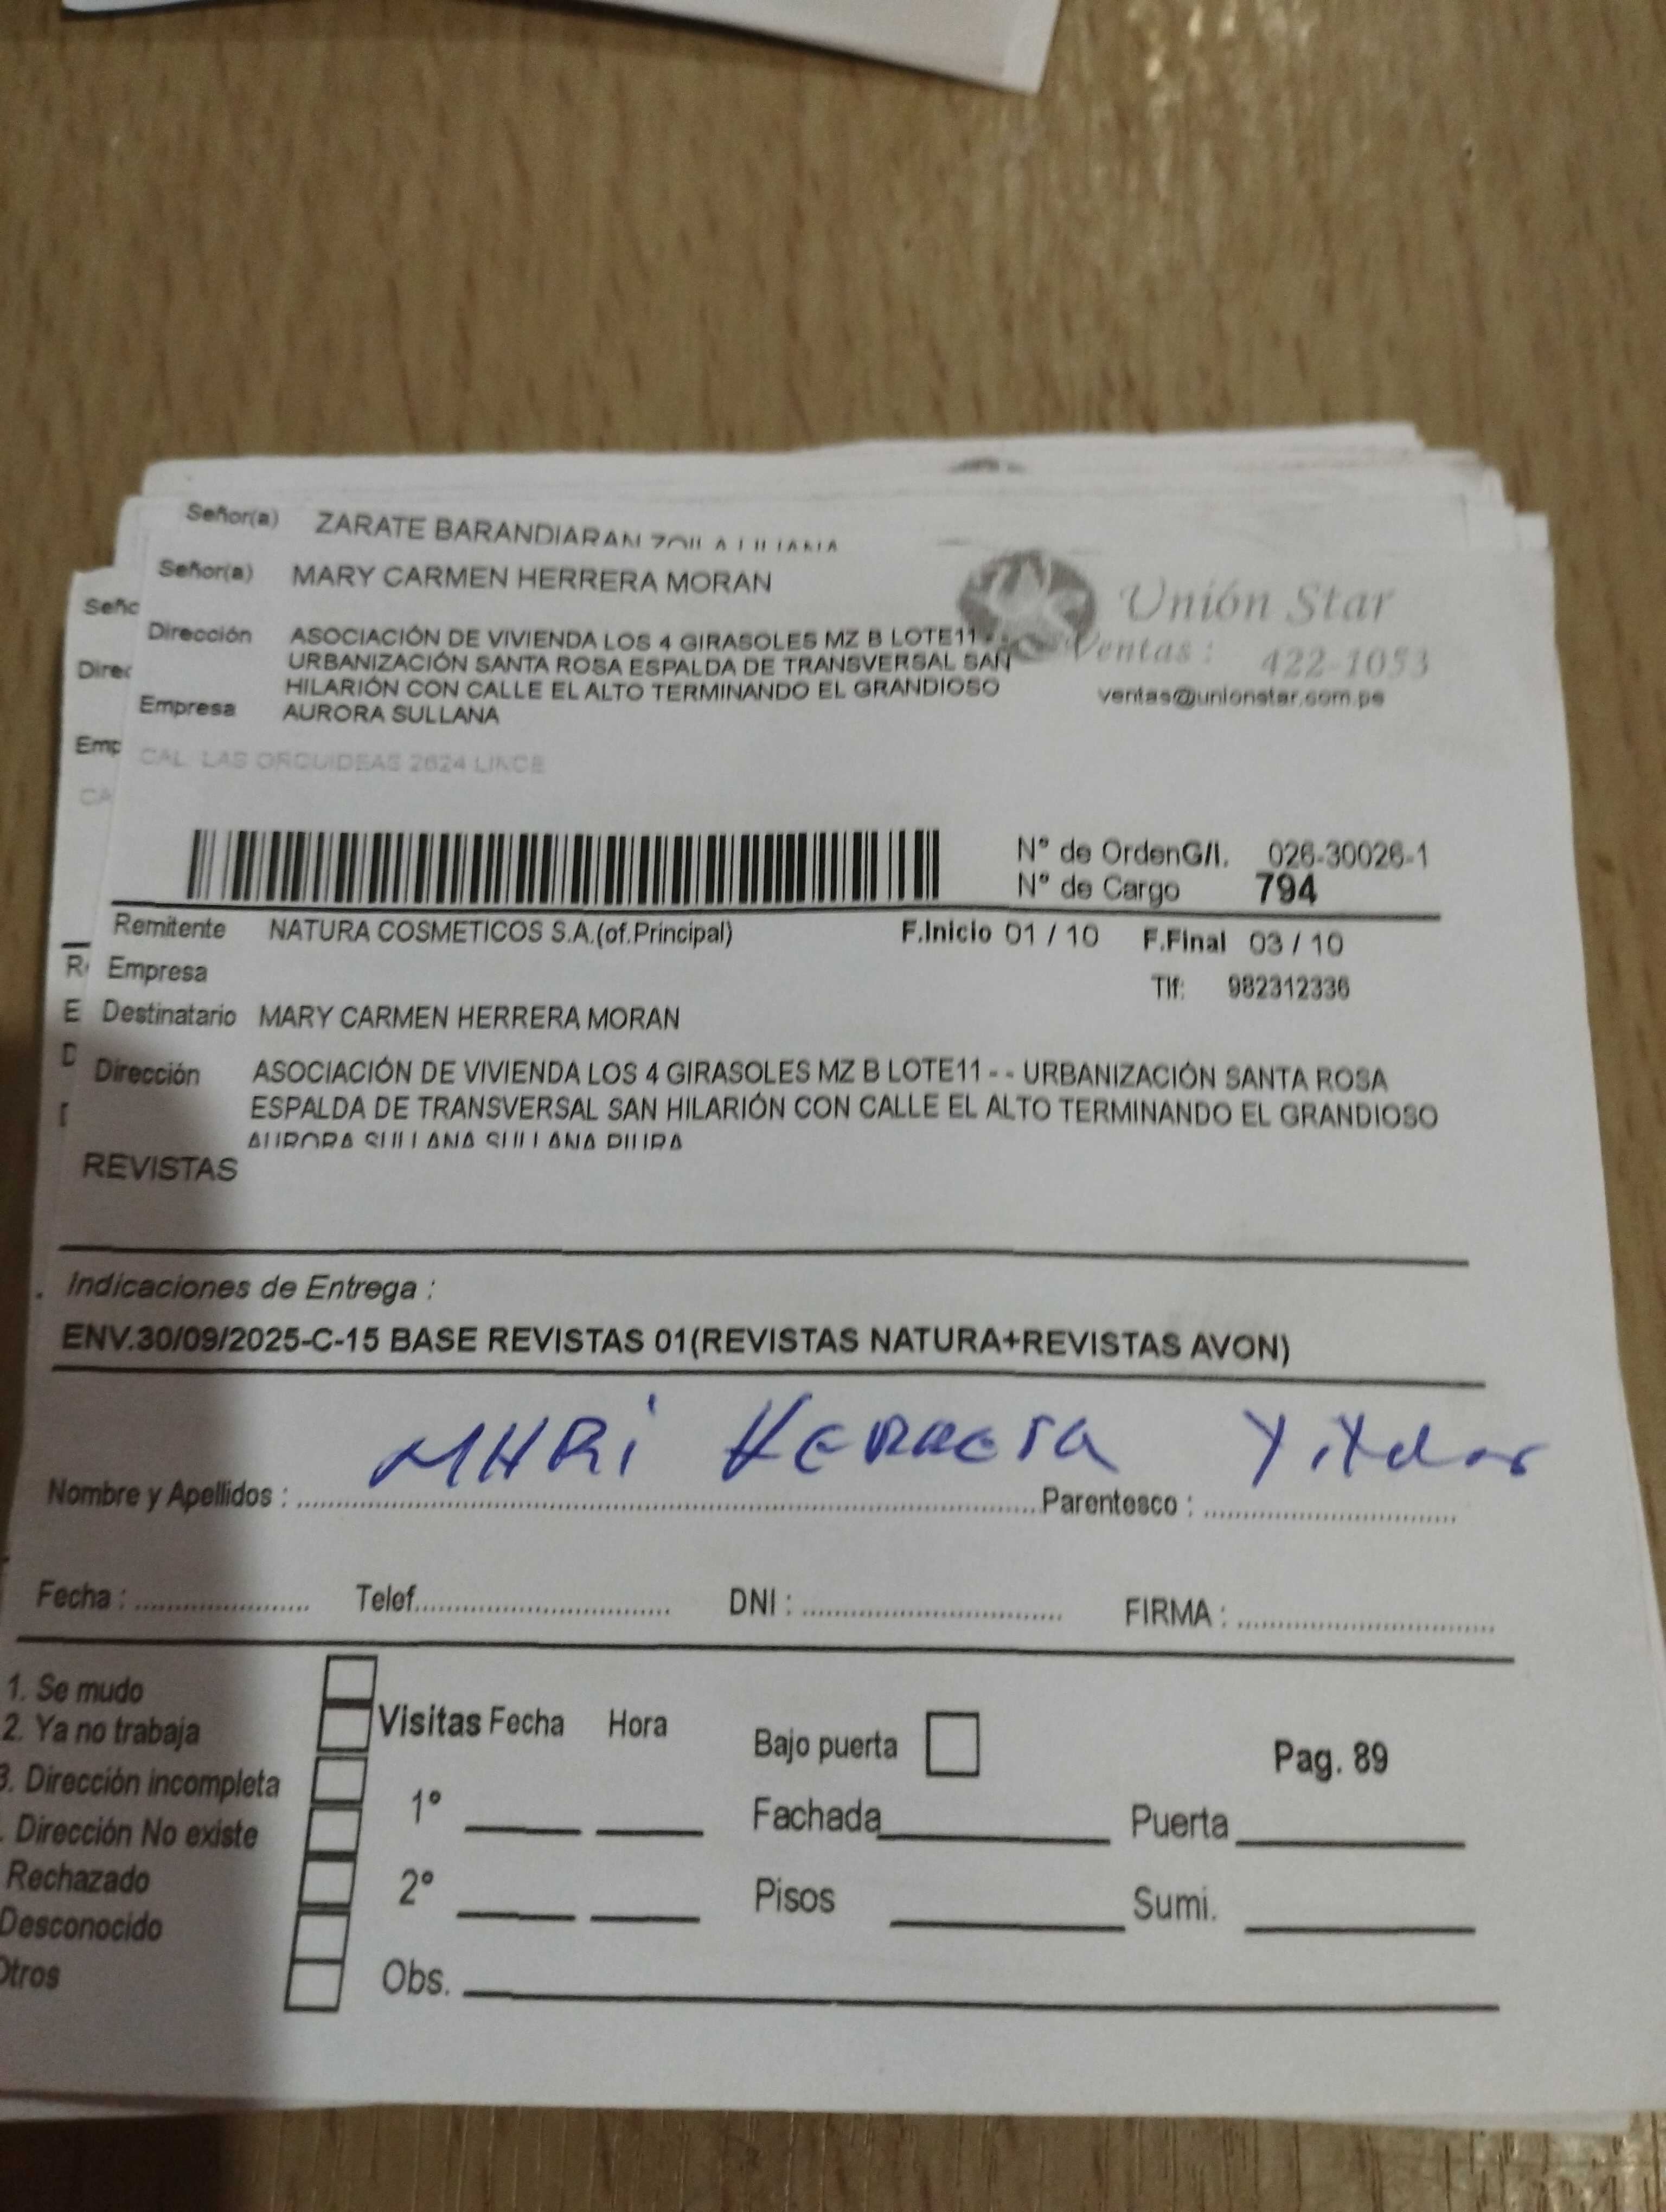 Señor(a) ZARATE BARANDIARAN ZOILA LILIANA
Señor(a) MARY CARMEN HERRERA MORAN
Unión Star
Ventas : 422-1053
ventas@unionstar.com.pe
Dirección ASOCIACIÓN DE VIVIENDA LOS 4 GIRASOLES MZ B LOTE11 - -
URBANIZACIÓN SANTA ROSA ESPALDA DE TRANSVERSAL SAN
HILARIÓN CON CALLE EL ALTO TERMINANDO EL GRANDIOSO
Empresa AURORA SULLANA
CAL. LAS ORQUIDEAS 2624 LINCE
Señc
Direc
Emp
CA
N° de OrdenG/I. 026-30026-1
N° de Cargo 794
Remitente NATURA COSMETICOS S.A.(of.Principal) F.Inicio 01 / 10 F.Final 03 / 10
Empresa Tlf: 982312336
Destinatario MARY CARMEN HERRERA MORAN
Dirección ASOCIACIÓN DE VIVIENDA LOS 4 GIRASOLES MZ B LOTE11 - - URBANIZACIÓN SANTA ROSA
ESPALDA DE TRANSVERSAL SAN HILARIÓN CON CALLE EL ALTO TERMINANDO EL GRANDIOSO
AURORA SULLANA SULLANA PIURA
REVISTAS
Indicaciones de Entrega :
ENV.30/09/2025-C-15 BASE REVISTAS 01(REVISTAS NATURA+REVISTAS AVON)
MARi HERRERA
Nombre y Apellidos : Parentesco :
Fecha : Telef. DNI : FIRMA :
1. Se mudo
2. Ya no trabaja
3. Dirección incompleta
. Dirección No existe
Rechazado
Desconocido
Otros
Visitas Fecha Hora
1°
2°
Obs.
Bajo puerta
Pag. 89
Fachada Puerta
Pisos Sumi.